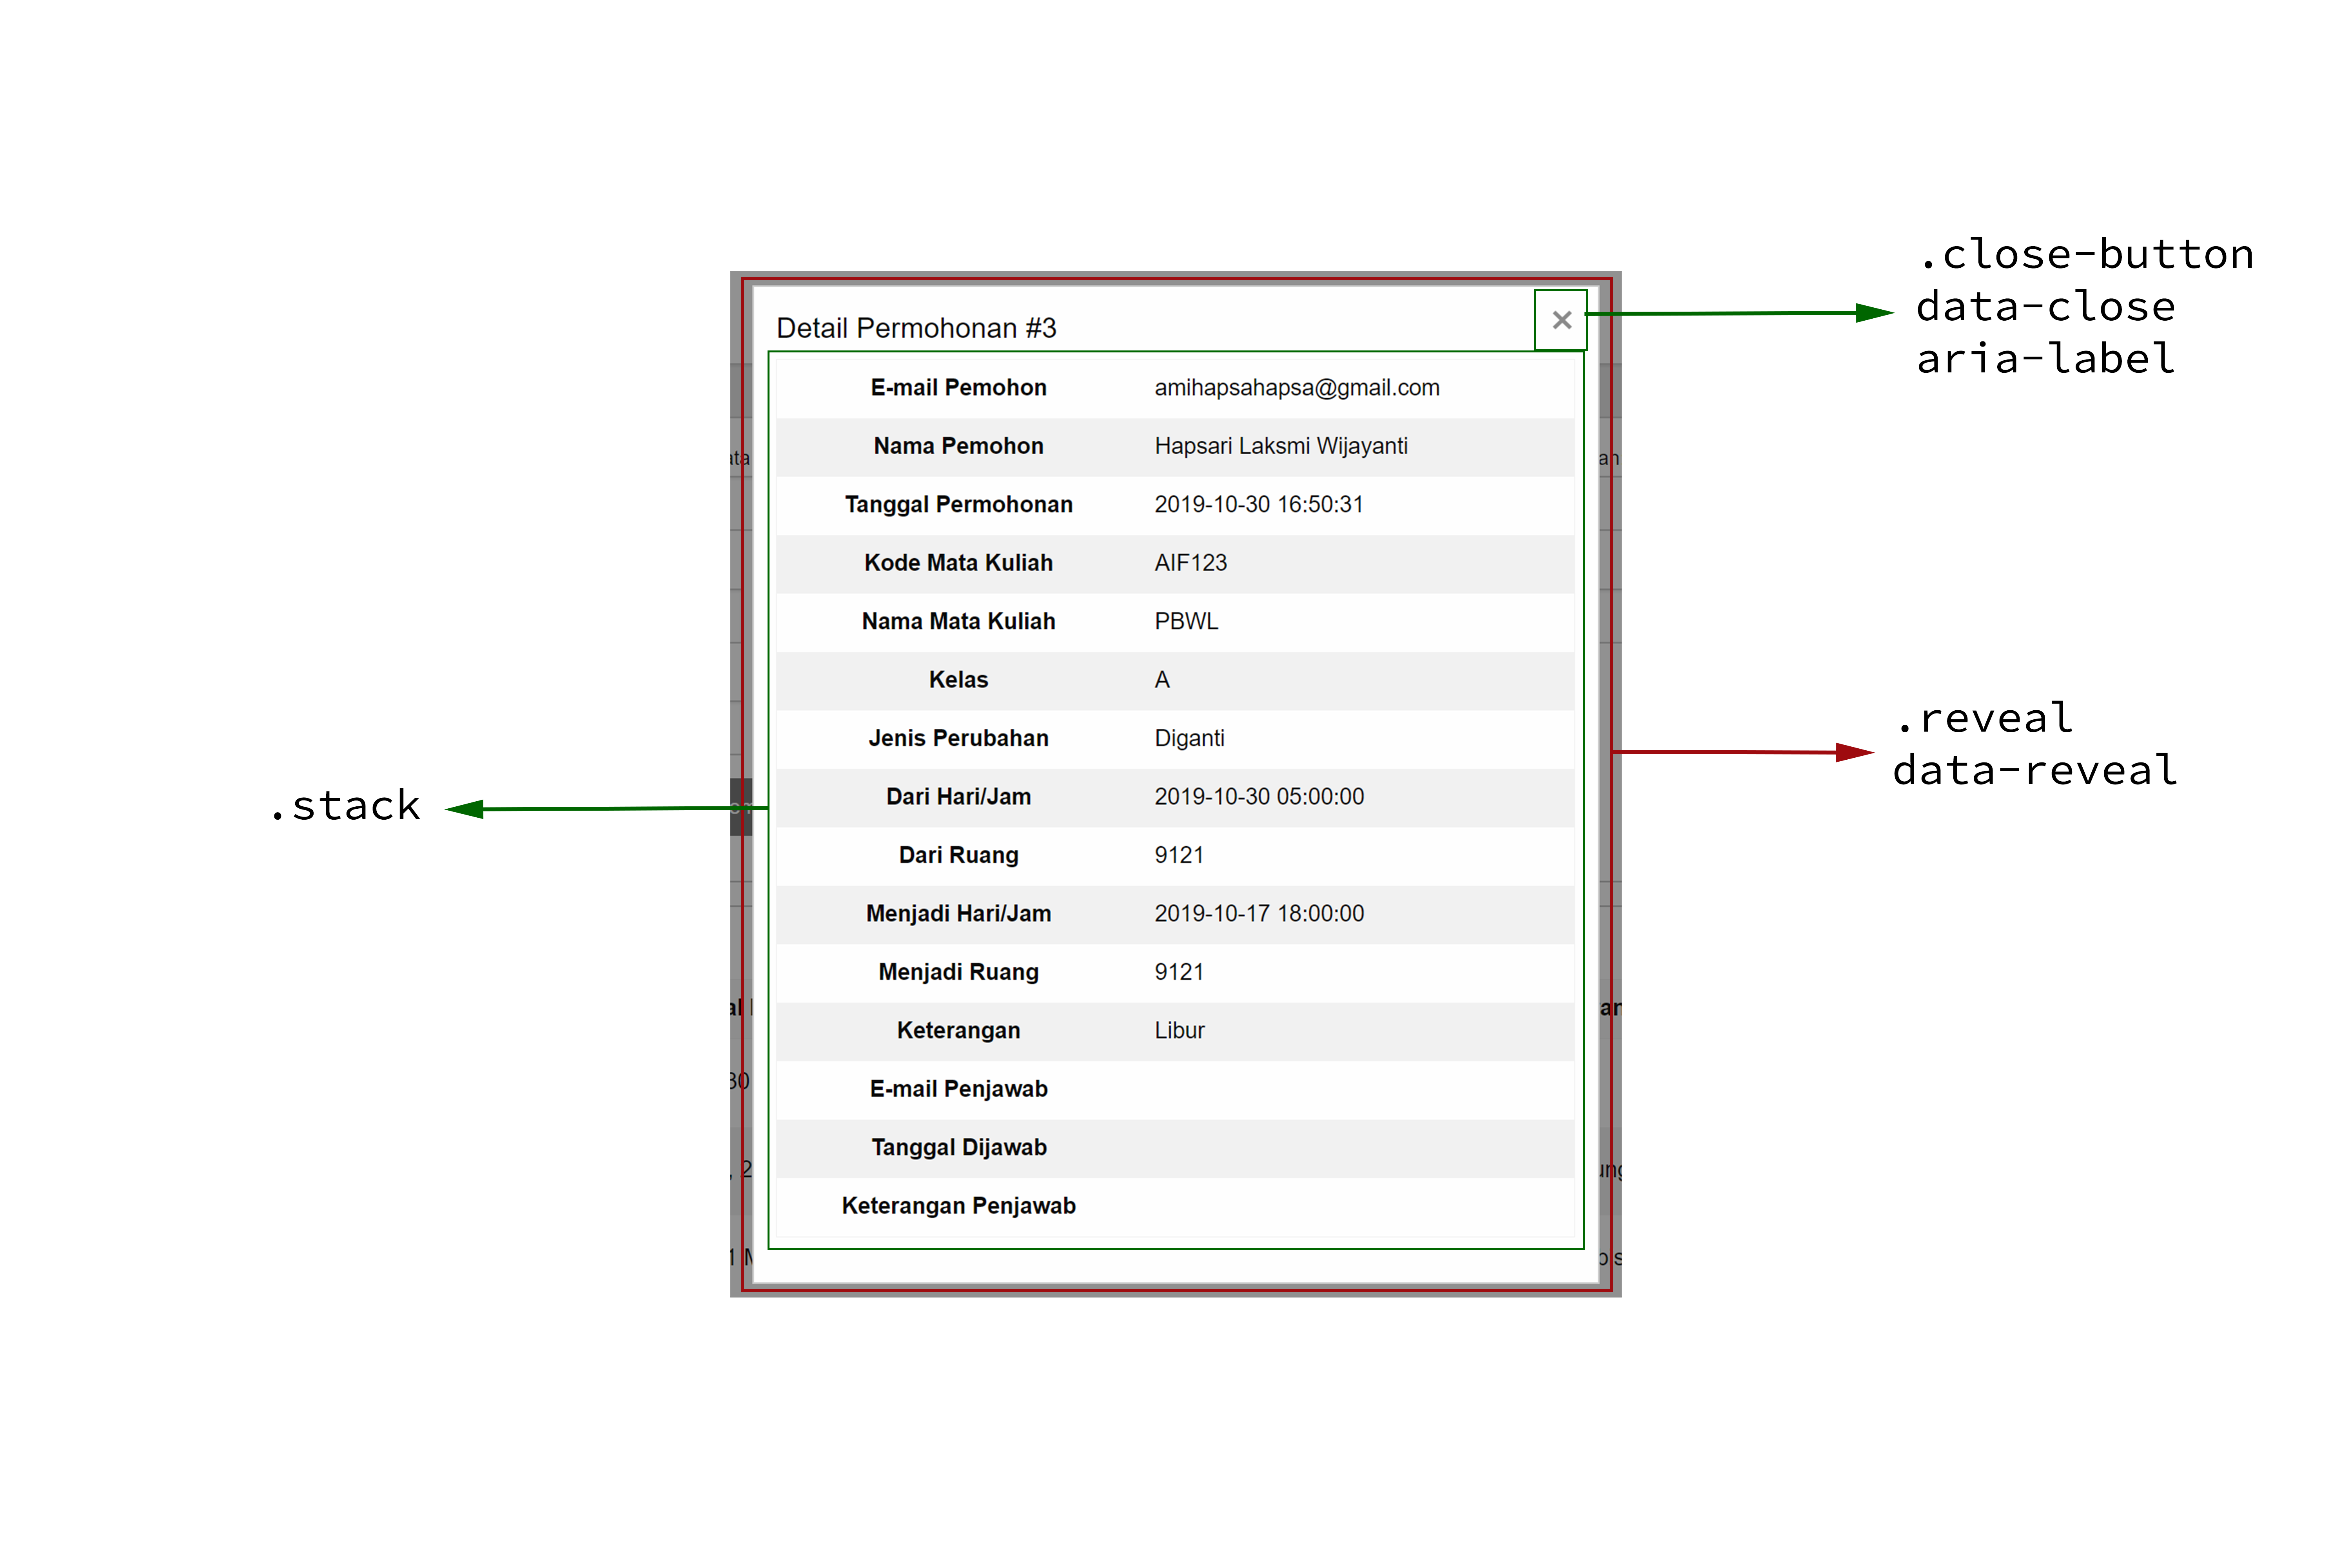 .close-button
data-close
aria-label
Detail Permohonan #3 ×
E-mail Pemohon amihapsahapsa@gmail.com
Nama Pemohon Hapsari Laksmi Wijayanti
Tanggal Permohonan 2019-10-30 16:50:31
Kode Mata Kuliah AIF123
Nama Mata Kuliah PBWL
Kelas A
Jenis Perubahan Diganti
Dari Hari/Jam 2019-10-30 05:00:00
Dari Ruang 9121
Menjadi Hari/Jam 2019-10-17 18:00:00
Menjadi Ruang 9121
Keterangan Libur
E-mail Penjawab
Tanggal Dijawab
Keterangan Penjawab
.reveal
data-reveal
.stack